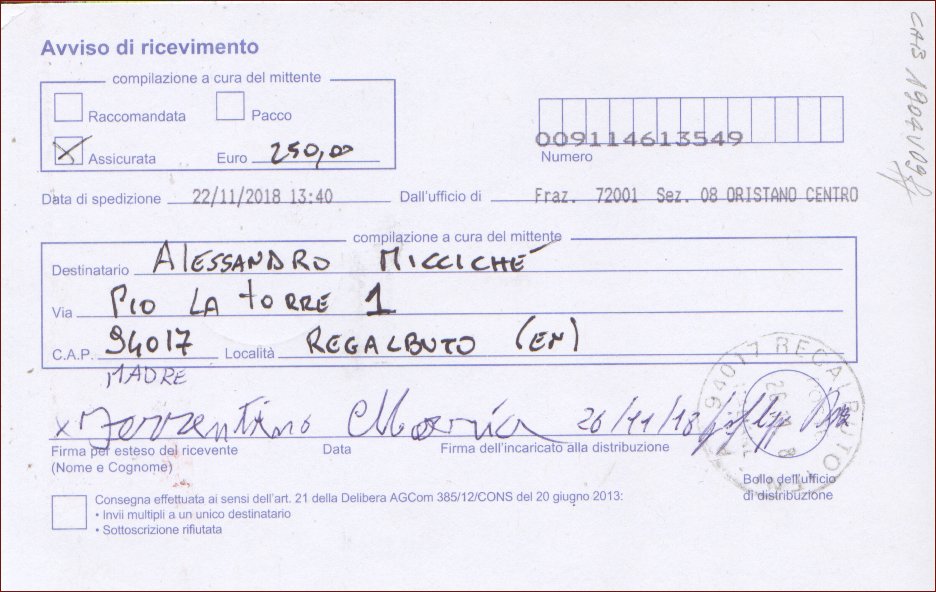 Avviso di ricevimento
compilazione a cura del mittente
Raccomandata Pacco
Assicurata Euro 250,00
009114613549
Numero
Data di spedizione 22/11/2018 13:40 Dall'ufficio di Fraz. 72001 Sez. 08 ORISTANO CENTRO
compilazione a cura del mittente
Destinatario ALESSANDRO MICCICHÉ
Via PIO LA TORRE 1
C.A.P. 94017 Località REGALBUTO (EN)
MADRE
x Maria 26/11/18
Firma per esteso del ricevente Data Firma dell'incaricato alla distribuzione
(Nome e Cognome)
94017 REGALBUTO
Bollo dell'ufficio
di distribuzione
Consegna effettuata ai sensi dell'art. 21 della Delibera AGCom 385/12/CONS del 20 giugno 2013:
• Invii multipli a un unico destinatario
• Sottoscrizione rifiutata